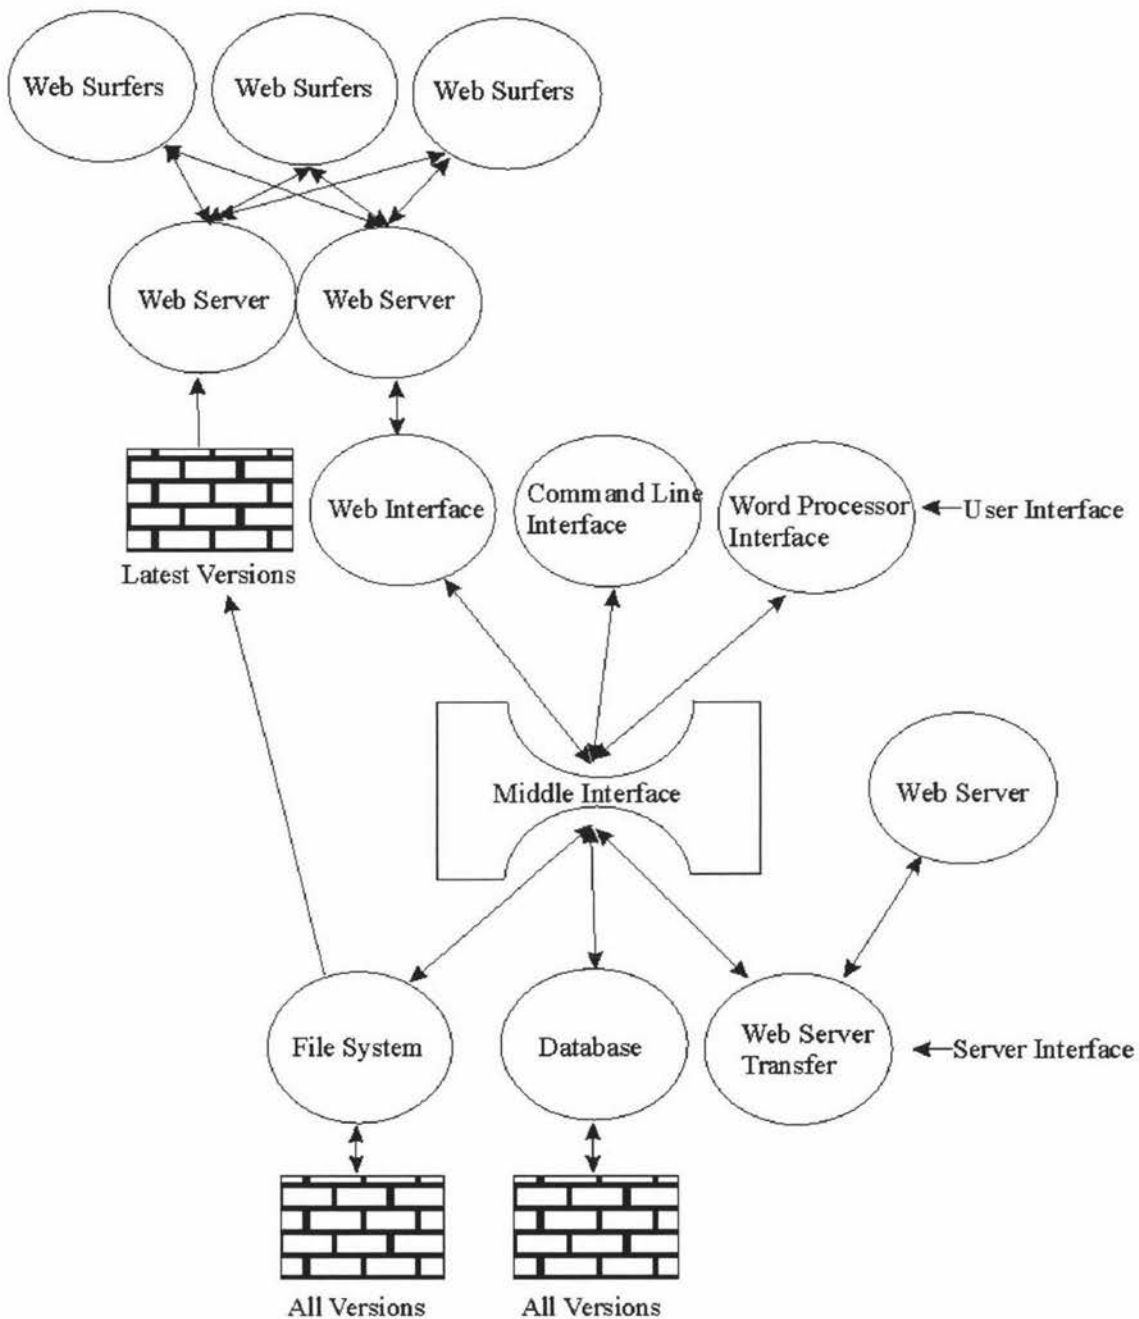 Web Surfers
Web Surfers
Web Surfers
Web Server
Web Server
Web Interface
Command Line
Interface
Word Processor
Interface
User Interface
Latest Versions
Middle Interface
Web Server
File System
Database
Web Server
Transfer
Server Interface
All Versions
All Versions